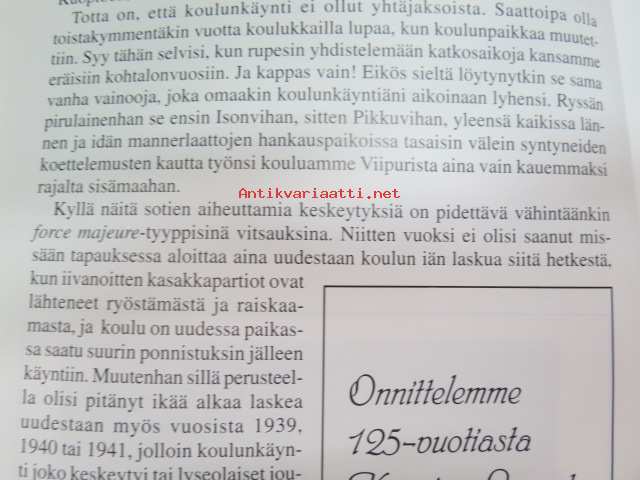 Totta on, että koulunkäynti ei ollut yhtäjaksoista. Saattoipa olla
toistakymmentäkin vuotta koulukkailla lupaa, kun koulunpaikkaa muutet-
tiin. Syy tähän selvisi, kun rupesin yhdistelemään katkosaikoja kansamme
eräisiin kohtalonvuosiin. Ja kappas vain! Eikös sieltä löytynytkin se sama
vanha vainooja, joka omaakin koulunkäyntiäni aikoinaan lyhensi. Ryssän
pirulainenhan se ensin Isonvihan, sitten Pikkuvihan, yleensä kaikissa län-
nen ja idän mannerlaattojen hankauspaikoissa tasaisin välein syntyneiden
koettelemusten kautta työnsi kouluamme Viipurista aina vain kauemmaksi
rajalta sisämaahan.
Antikvariaatti.net
Kyllä näitä sotien aiheuttamia keskeytyksiä on pidettävä vähintäänkin
force majeure-tyyppisinä vitsauksina. Niitten vuoksi ei olisi saanut mis-
sään tapauksessa aloittaa aina uudestaan koulun iän laskua siitä hetkestä,
kun iivanoitten kasakkapartiot ovat
lähteneet ryöstämästä ja raiskaa-
masta, ja koulu on uudessa paikas-
sa saatu suurin ponnistuksin jälleen
käyntiin. Muutenhan sillä perusteel-
la olisi pitänyt ikää alkaa laskea
uudestaan myös vuosista 1939,
1940 tai 1941, jolloin koulunkäyn-
ti joko keskeytyi tai lyseolaiset jou-
Onnittelemme
125-vuotiasta